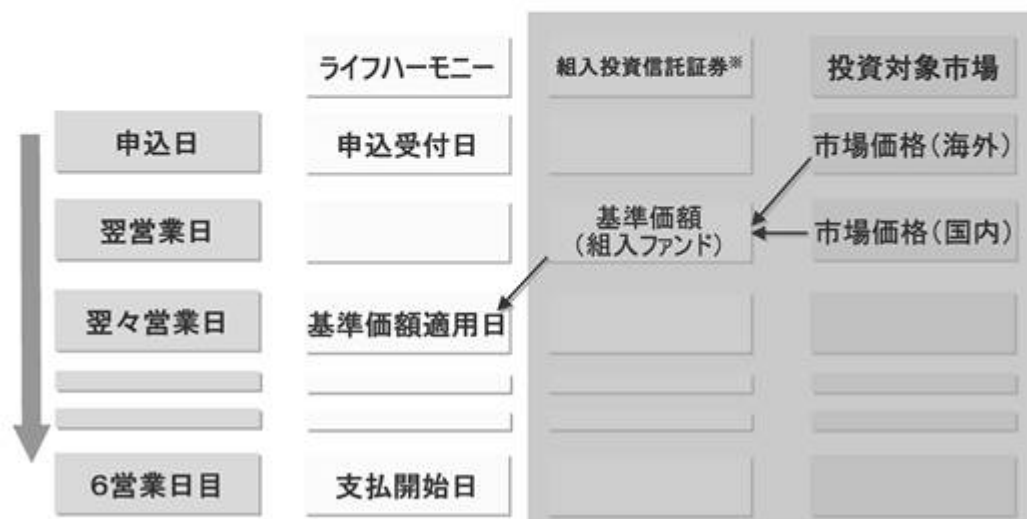 ライフハーモニー 組入投資信託証券※ 投資対象市場
申込日 申込受付日 市場価格(海外)
翌営業日 基準価額 市場価格(国内)
(組入ファンド)
翌々営業日 基準価額適用日
6営業日目 支払開始日